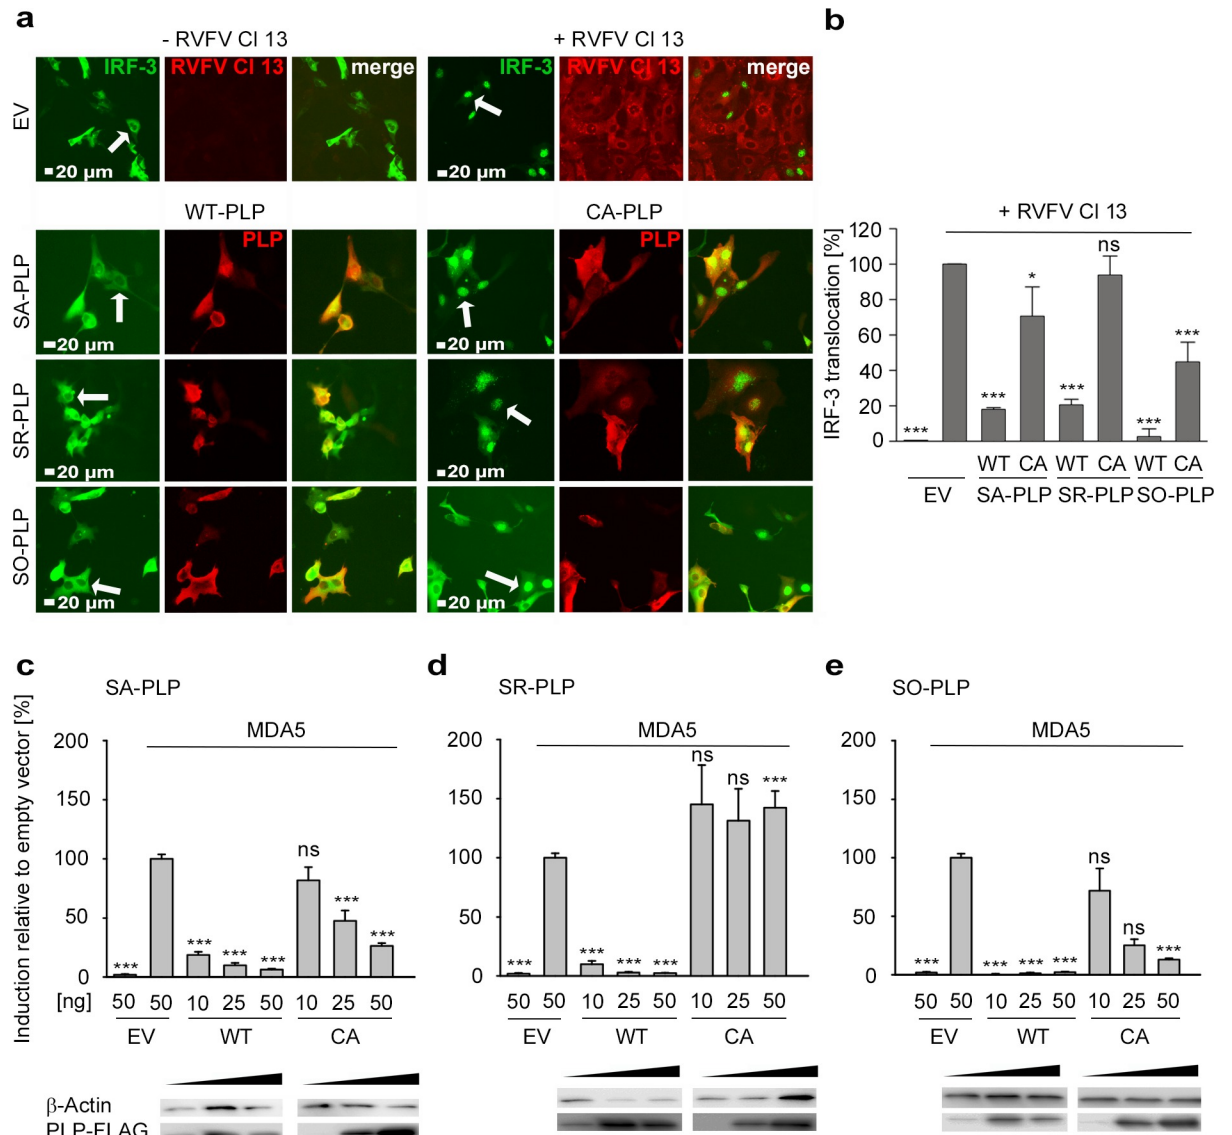 a
- RVFV Cl 13
+ RVFV Cl 13
EV
IRF-3
RVFV Cl 13
merge
IRF-3
RVFV Cl 13
merge
20 µm
20 µm
WT-PLP
CA-PLP
SA-PLP
PLP
PLP
20 µm
20 µm
SR-PLP
20 µm
20 µm
SO-PLP
20 µm
20 µm
b
+ RVFV Cl 13
IRF-3 translocation [%]
120
100
80
60
40
20
0
***
***
*
***
ns
***
***
WT CA WT CA WT CA
EV SA-PLP SR-PLP SO-PLP
c
SA-PLP
Induction relative to empty vector [%]
MDA5
200
150
100
50
0
***
***
***
***
ns
***
***
[ng] 50 50 10 25 50 10 25 50
EV WT CA
β-Actin
PLP-FLAG
d
SR-PLP
MDA5
200
150
100
50
0
***
***
***
***
ns
ns
***
50 50 10 25 50 10 25 50
EV WT CA
e
SO-PLP
MDA5
200
150
100
50
0
***
***
***
***
ns
ns
***
50 50 10 25 50 10 25 50
EV WT CA